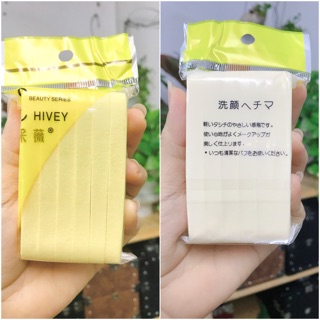 BEAUTY SERIES
HIVEY
薇®
洗顔ヘチマ
軽いタッチのやさしい感触です。
使い心地がよくメークアップが
美しく仕上ります.
• いつも清潔なパフをお使いください。